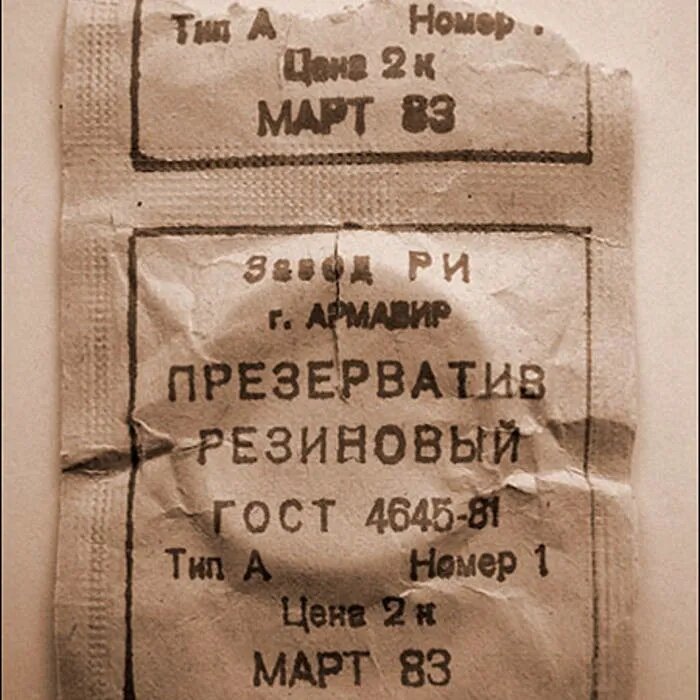 Тип А Номер
Цена 2 к
МАРТ 83
Завод РИ
г. АРМАВИР
ПРЕЗЕРВАТИВ
РЕЗИНОВЫЙ
ГОСТ 4645-81
Тип А Номер 1
Цена 2 к
МАРТ 83